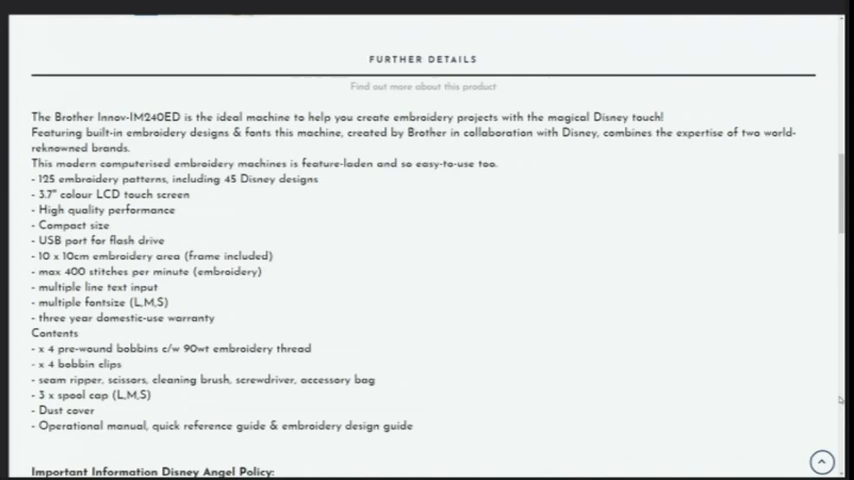 FURTHER DETAILS
Find out more about this product
The Brother Innov-IM240ED is the ideal machine to help you create embroidery projects with the magical Disney touch!
Featuring built-in embroidery designs & fonts this machine, created by Brother in collaboration with Disney, combines the expertise of two world-
reknowned brands.
This modern computerised embroidery machines is feature-laden and so easy-to-use too.
- 125 embroidery patterns, including 45 Disney designs
- 3.7" colour LCD touch screen
- High quality performance
- Compact size
- USB port for flash drive
- 10 x 10cm embroidery area (frame included)
- max 400 stitches per minute (embroidery)
- multiple line text input
- multiple fontsize (L,M,S)
- three year domestic-use warranty
Contents
- x 4 pre-wound bobbins c/w 90wt embroidery thread
- x 4 bobbin clips
- seam ripper, scissors, cleaning brush, screwdriver, accessory bag
- 3 x spool cap (L,M,S)
- Dust cover
- Operational manual, quick reference guide & embroidery design guide
Important Information Disney Angel Policy: